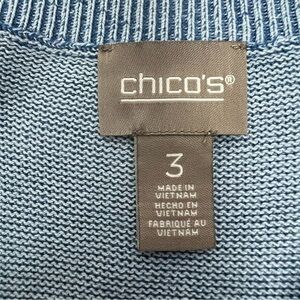 chico's®
3
MADE IN
VIETNAM
HECHO EN
VIETNAM
FABRIQUÉ AU
VIETNAM